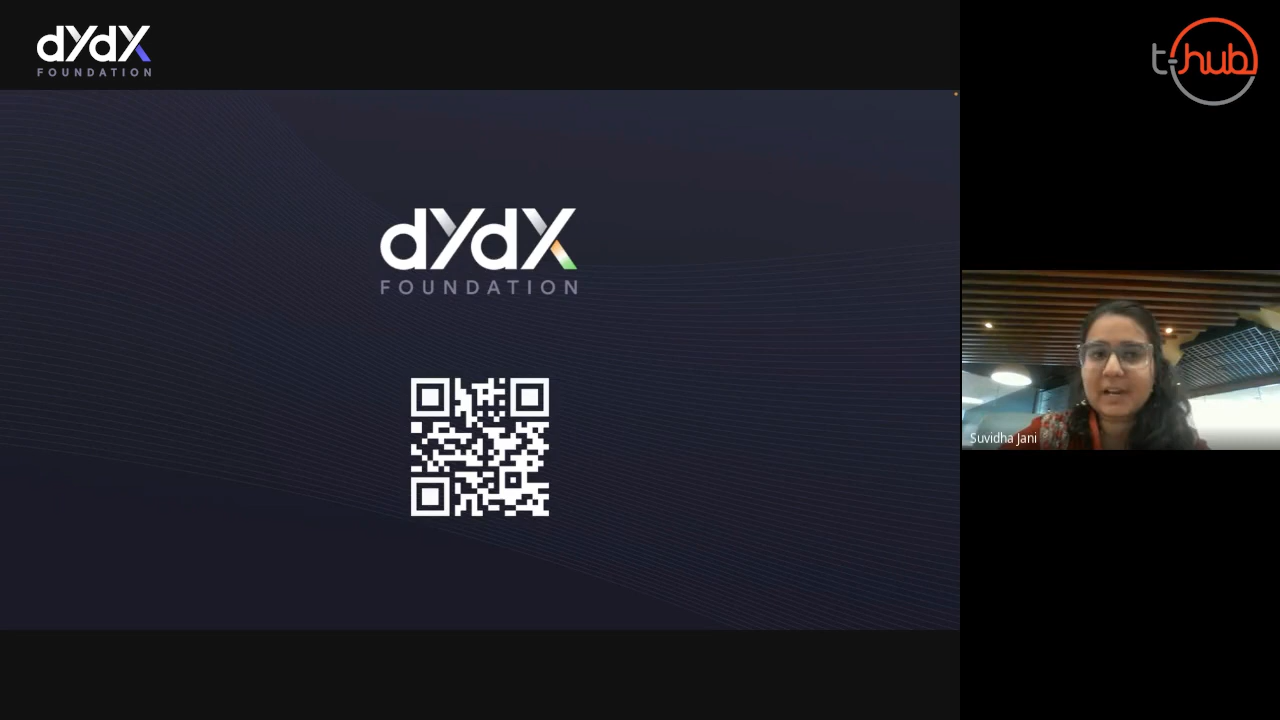 dYdX
FOUNDATION
t-hub
dYdX
FOUNDATION
Suvidha Jani